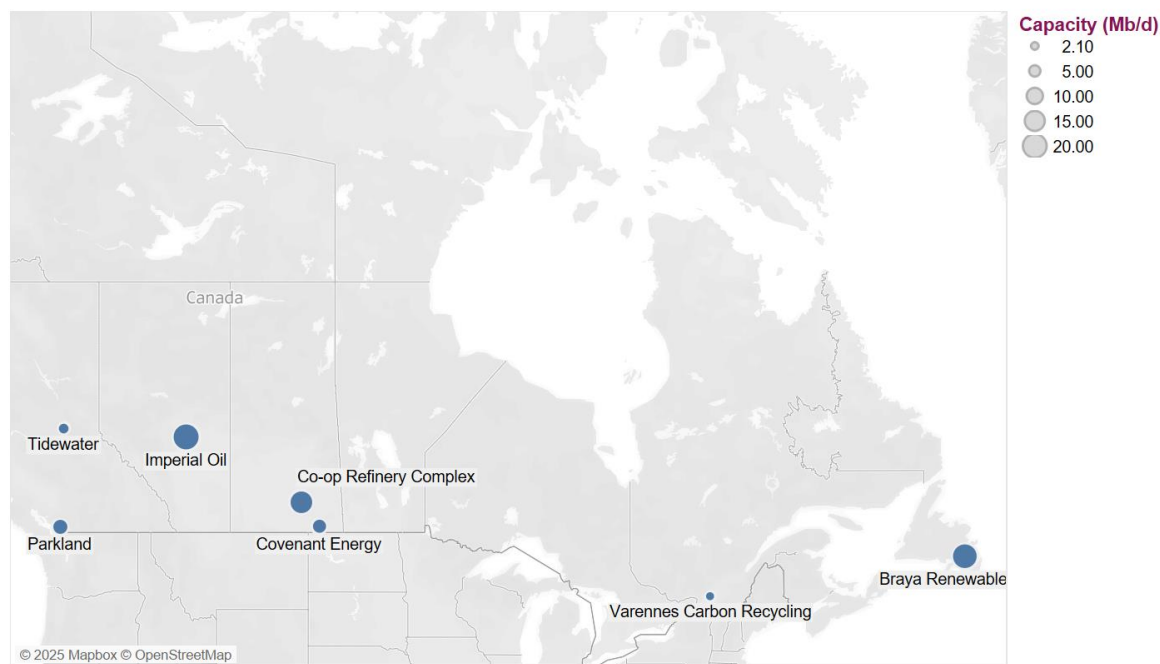 Capacity (Mb/d)
2.10
5.00
10.00
15.00
20.00
Canada
Tidewater
Imperial Oil
Co-op Refinery Complex
Parkland
Covenant Energy
Braya Renewable
Varennes Carbon Recycling
© 2025 Mapbox © OpenStreetMap